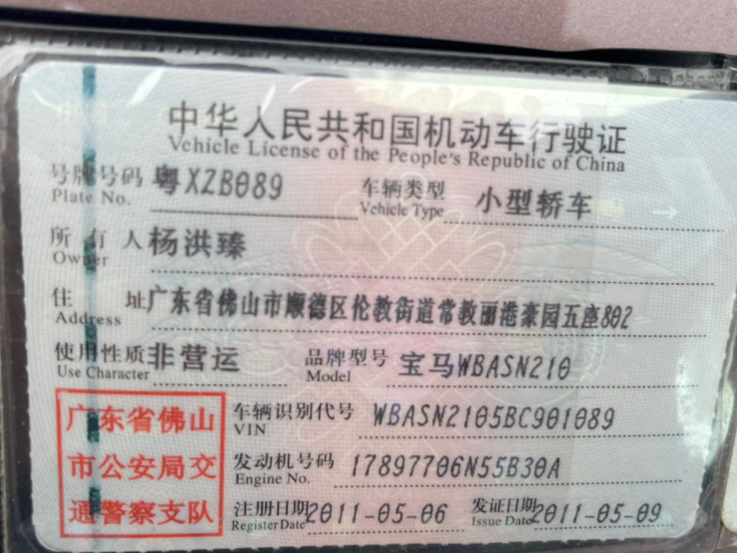 中华人民共和国机动车行驶证
Vehicle License of the People's Republic of China
号牌号码 粤XZB089 车辆类型 小型轿车
Plate No. Vehicle Type
所有人 杨洪臻
Owner
住址 广东省佛山市顺德区伦教街道常教丽港豪园五座802
Address
使用性质 非营运 品牌型号 宝马WBASN210
Use Character Model
广东省佛山
市公安局交
通警察支队
车辆识别代号 WBASN2105BC901089
VIN
发动机号码 17897706N55B30A
Engine No.
注册日期 2011-05-06 发证日期 2011-05-09
Register Date Issue Date